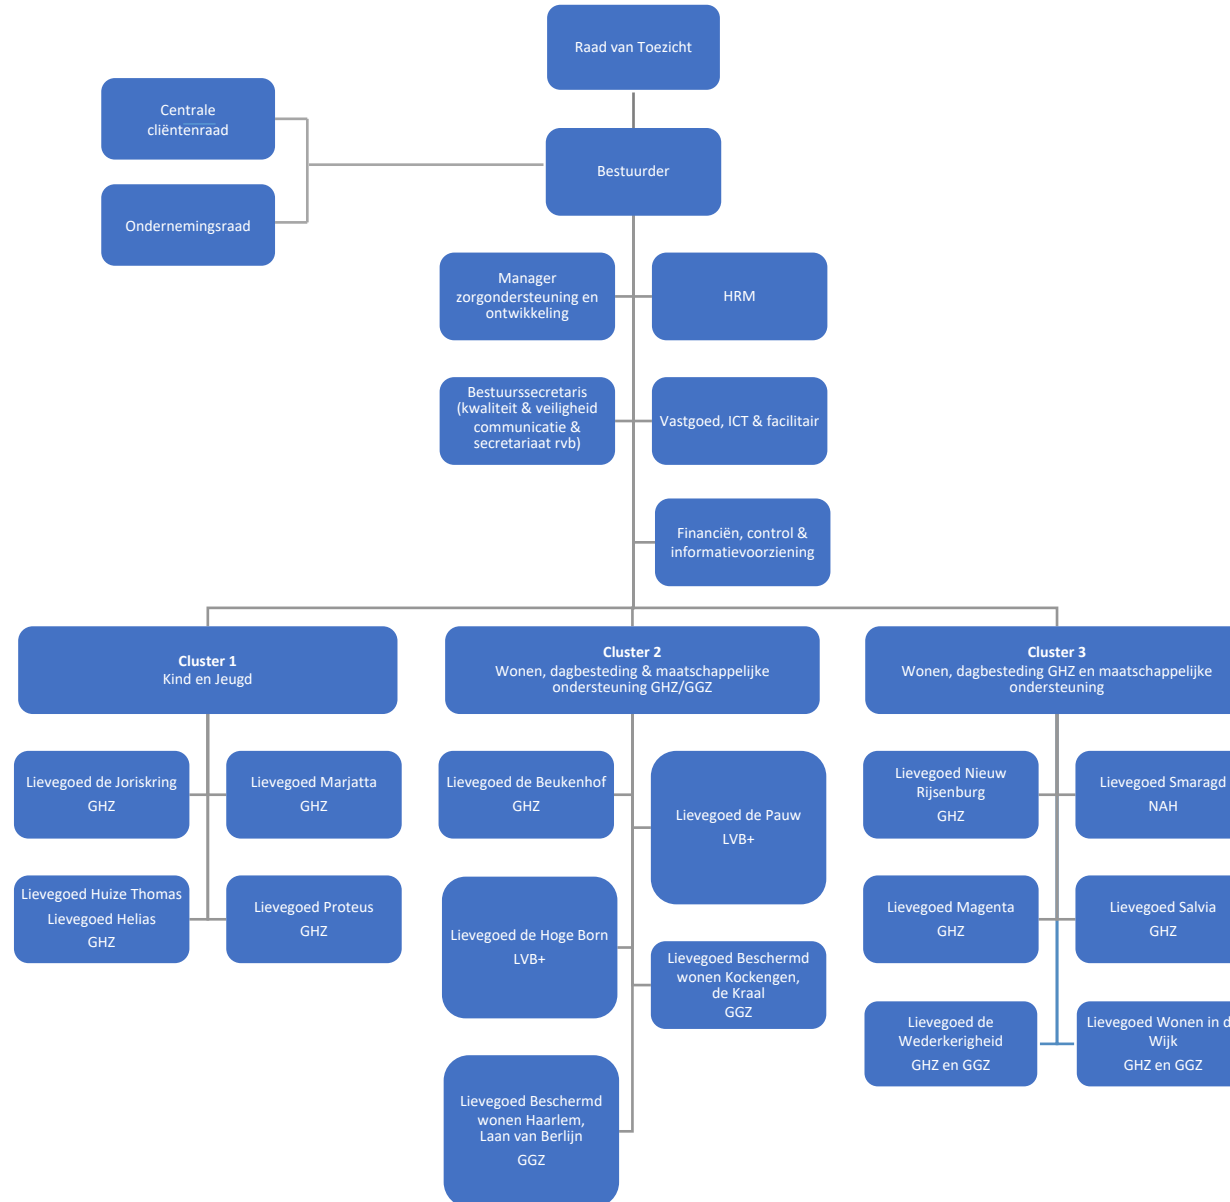 Raad van Toezicht
Centrale
cliëntenraad
Bestuurder
Ondernemingsraad
Manager
zorgondersteuning en
ontwikkeling
HRM
Bestuurssecretaris
(kwaliteit & veiligheid
communicatie &
secretariaat rvb)
Vastgoed, ICT & facilitair
Financiën, control &
informatievoorziening
Cluster 1
Kind en Jeugd
Cluster 2
Wonen, dagbesteding & maatschappelijke
ondersteuning GHZ/GGZ
Cluster 3
Wonen, dagbesteding GHZ en maatschappelijke
ondersteuning
Lievegoed de Joriskring
GHZ
Lievegoed Marjatta
GHZ
Lievegoed Huize Thomas
Lievegoed Helias
GHZ
Lievegoed Proteus
GHZ
Lievegoed de Beukenhof
GHZ
Lievegoed de Pauw
LVB+
Lievegoed de Hoge Born
LVB+
Lievegoed Beschermd
wonen Kockengen,
de Kraal
GGZ
Lievegoed Beschermd
wonen Haarlem,
Laan van Berlijn
GGZ
Lievegoed Nieuw
Rijsenburg
GHZ
Lievegoed Smaragd
NAH
Lievegoed Magenta
GHZ
Lievegoed Salvia
GHZ
Lievegoed de
Wederkerigheid
GHZ en GGZ
Lievegoed Wonen in
Wijk
GHZ en GGZ